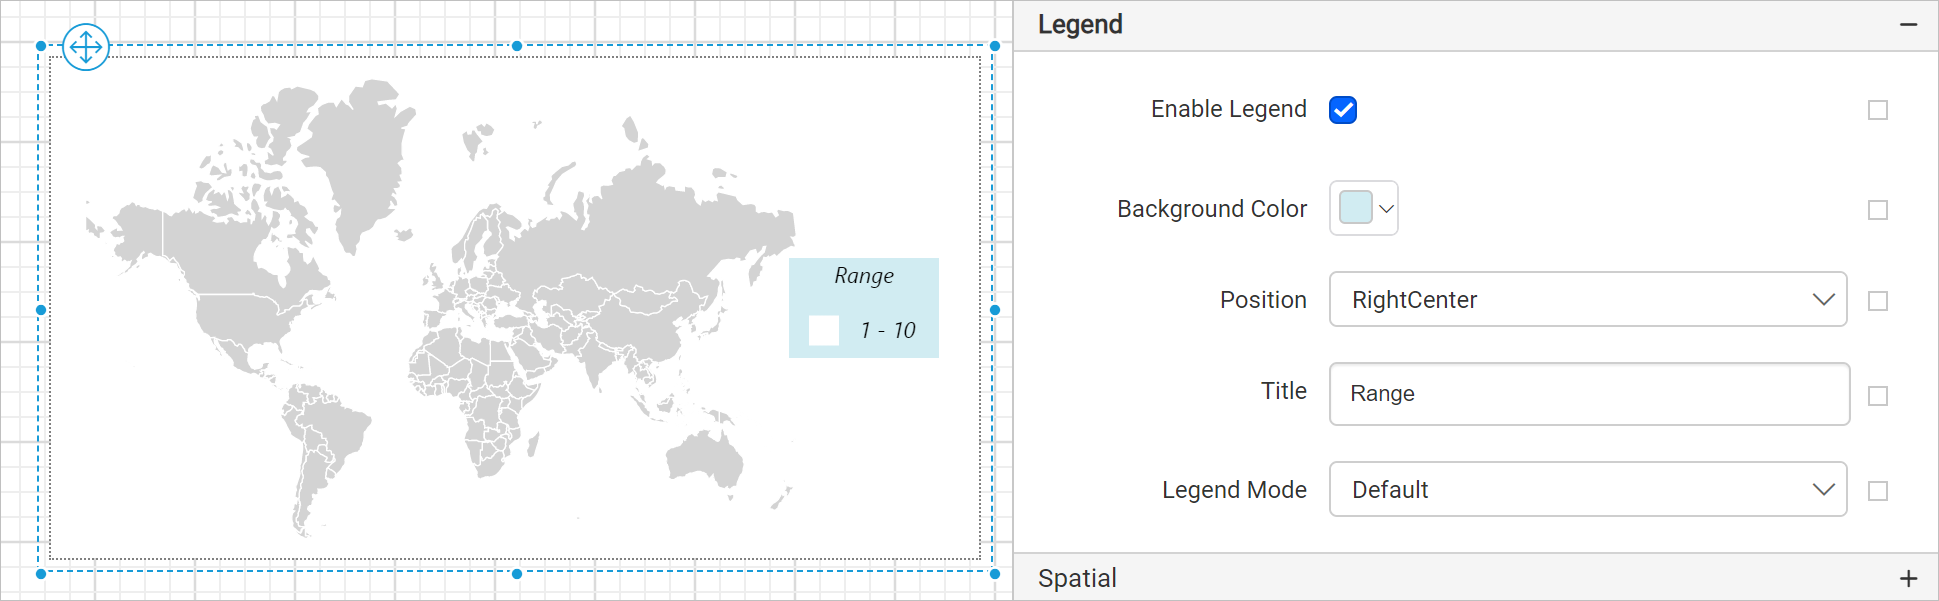 Range
1 - 10
Legend
Enable Legend
Background Color
Position
RightCenter
Title
Range
Legend Mode
Default
Spatial